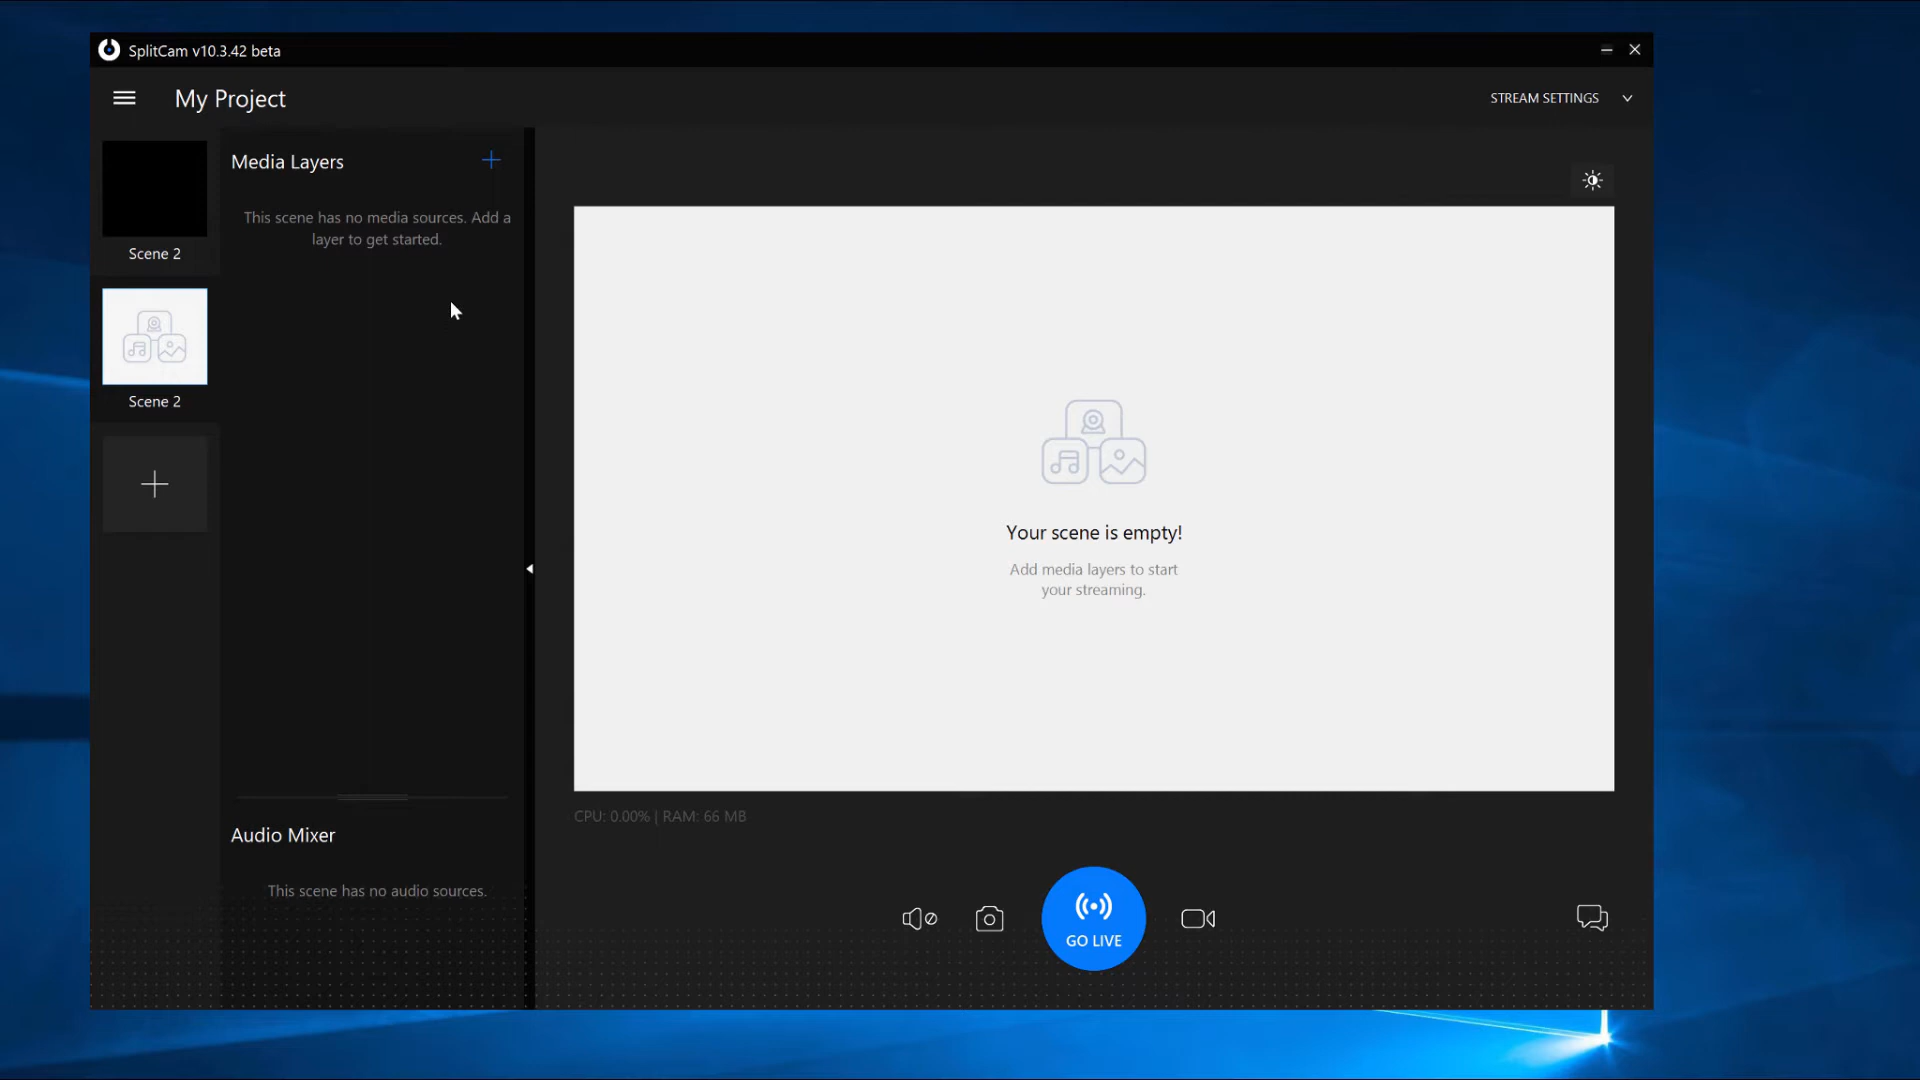 SplitCam v10.3.42 beta
My Project
STREAM SETTINGS
Media Layers
This scene has no media sources. Add a
layer to get started.
Scene 2
Scene 2
Your scene is empty!
Add media layers to start
your streaming.
CPU: 0.00% | RAM: 66 MB
Audio Mixer
This scene has no audio sources.
GO LIVE